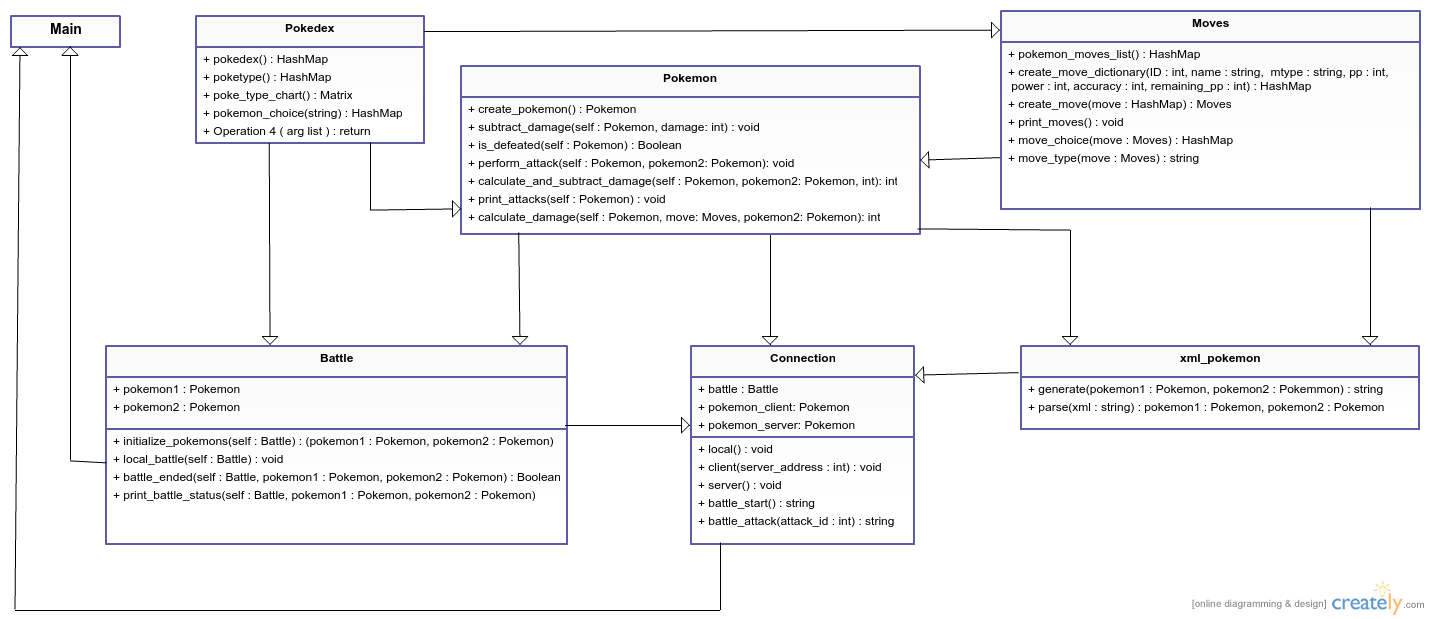 Main
Pokedex
+ pokedex() : HashMap
+ poketype() : HashMap
+ poke_type_chart() : Matrix
+ pokemon_choice(string) : HashMap
+ Operation 4 ( arg list ) : return
Pokemon
+ create_pokemon() : Pokemon
+ subtract_damage(self : Pokemon, damage: int) : void
+ is_defeated(self : Pokemon) : Boolean
+ perform_attack(self : Pokemon, pokemon2: Pokemon): void
+ calculate_and_subtract_damage(self : Pokemon, pokemon2: Pokemon, int): int
+ print_attacks(self : Pokemon) : void
+ calculate_damage(self : Pokemon, move: Moves, pokemon2: Pokemon): int
Moves
+ pokemon_moves_list() : HashMap
+ create_move_dictionary(ID : int, name : string, mtype : string, pp : int,
power : int, accuracy : int, remaining_pp : int) : HashMap
+ create_move(move : HashMap) : Moves
+ print_moves() : void
+ move_choice(move : Moves) : HashMap
+ move_type(move : Moves) : string
Battle
+ pokemon1 : Pokemon
+ pokemon2 : Pokemon
+ initialize_pokemons(self : Battle) : (pokemon1 : Pokemon, pokemon2 : Pokemon)
+ local_battle(self : Battle) : void
+ battle_ended(self : Battle, pokemon1 : Pokemon, pokemon2 : Pokemon) : Boolean
+ print_battle_status(self : Battle, pokemon1 : Pokemon, pokemon2 : Pokemon)
Connection
+ battle : Battle
+ pokemon_client: Pokemon
+ pokemon_server: Pokemon
+ local() : void
+ client(server_address : int) : void
+ server() : void
+ battle_start() : string
+ battle_attack(attack_id : int) : string
xml_pokemon
+ generate(pokemon1 : Pokemon, pokemon2 : Pokemmon) : string
+ parse(xml : string) : pokemon1 : Pokemon, pokemon2 : Pokemon
[online diagramming & design] creately.com